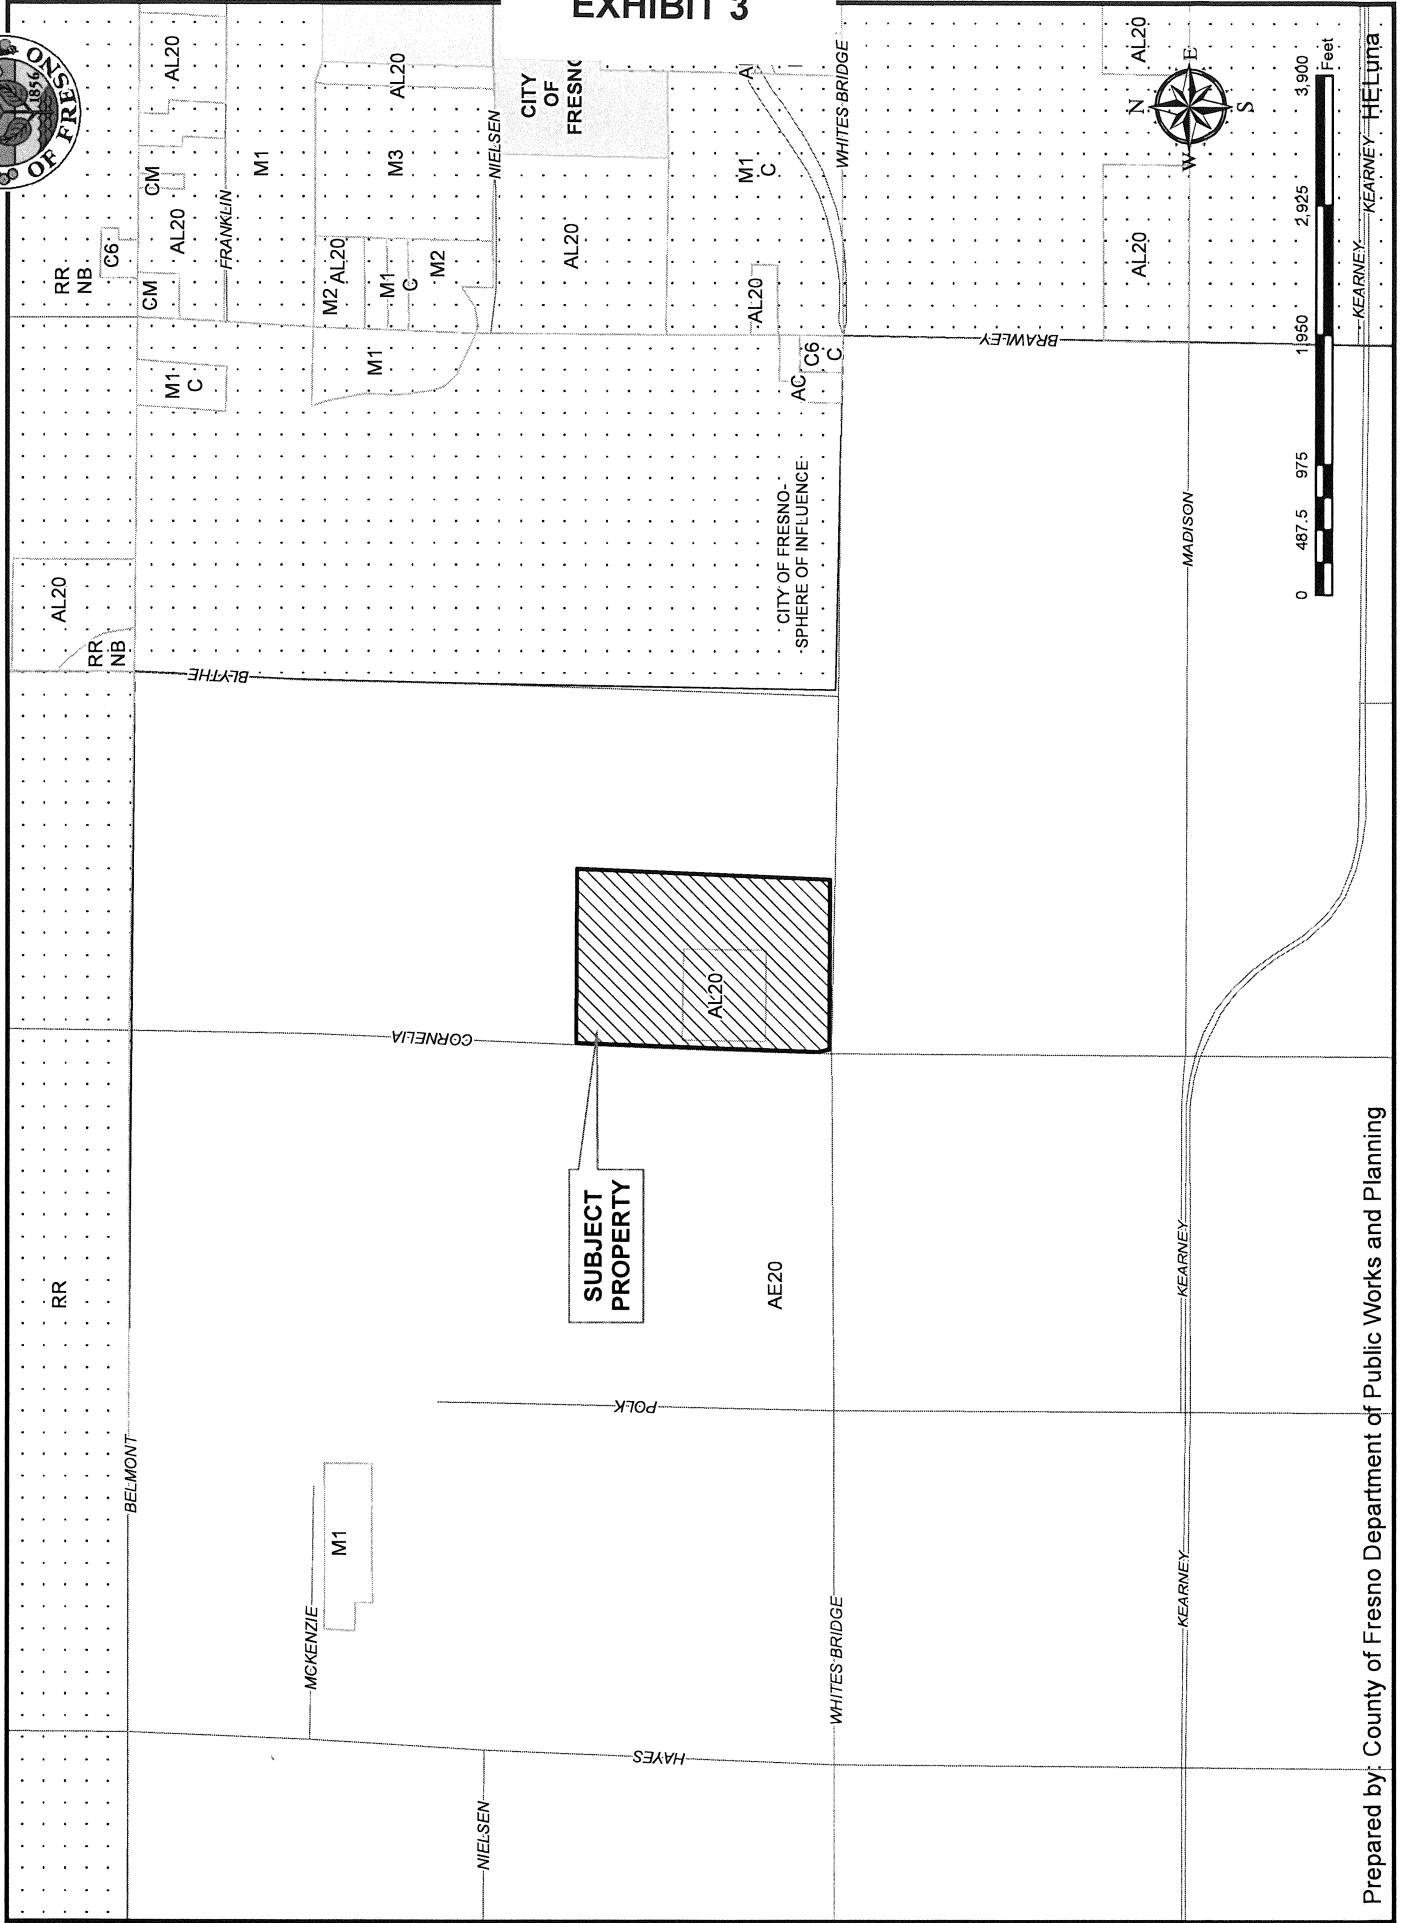 EXHIBIT 3
1856
OF FRESNO
RR
RR
NB
AL20
RR
NB
C6
BELMONT
CM
AL20
CM
AL20
M1
C
FRANKLIN
M1
MCKENZIE
M1
M2
AL20
M1
C
M2
M3
AL20
M1
NIELSEN
NIELSEN
CITY
OF
FRESNO
AL20
BLYTHE
CORNELIA
POLK
HAYES
BRAWLEY
SUBJECT
PROPERTY
AL20
AE20
AL20
M1
C
A
AC
C6
C
CITY OF FRESNO
SPHERE OF INFLUENCE
WHITES BRIDGE
WHITES BRIDGE
AL20
AL20
N
E
S
W
MADISON
KEARNEY
KEARNEY
KEARNEY
KEARNEY
0 487.5 975 1,950 2,925 3,900
Feet
Prepared by: County of Fresno Department of Public Works and Planning
HELuna